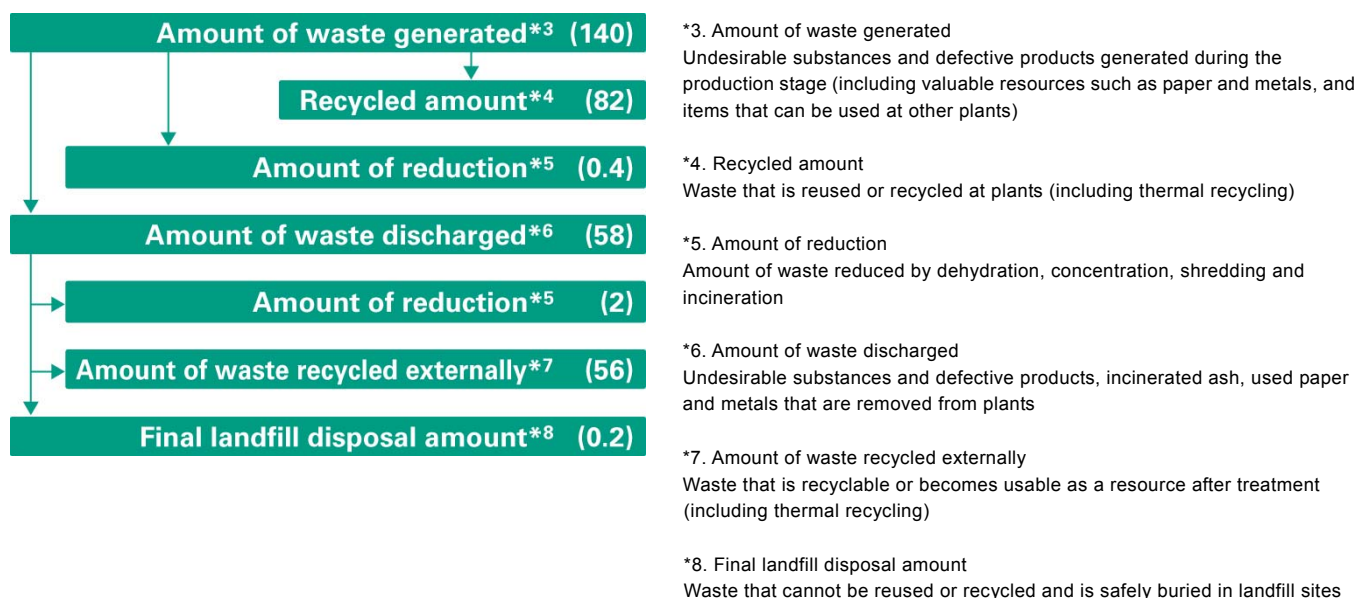 Amount of waste generated*3 (140)
Recycled amount*4 (82)
Amount of reduction*5 (0.4)
Amount of waste discharged*6 (58)
Amount of reduction*5 (2)
Amount of waste recycled externally*7 (56)
Final landfill disposal amount*8 (0.2)
*3. Amount of waste generated
Undesirable substances and defective products generated during the
production stage (including valuable resources such as paper and metals, and
items that can be used at other plants)
*4. Recycled amount
Waste that is reused or recycled at plants (including thermal recycling)
*5. Amount of reduction
Amount of waste reduced by dehydration, concentration, shredding and
incineration
*6. Amount of waste discharged
Undesirable substances and defective products, incinerated ash, used paper
and metals that are removed from plants
*7. Amount of waste recycled externally
Waste that is recyclable or becomes usable as a resource after treatment
(including thermal recycling)
*8. Final landfill disposal amount
Waste that cannot be reused or recycled and is safely buried in landfill sites